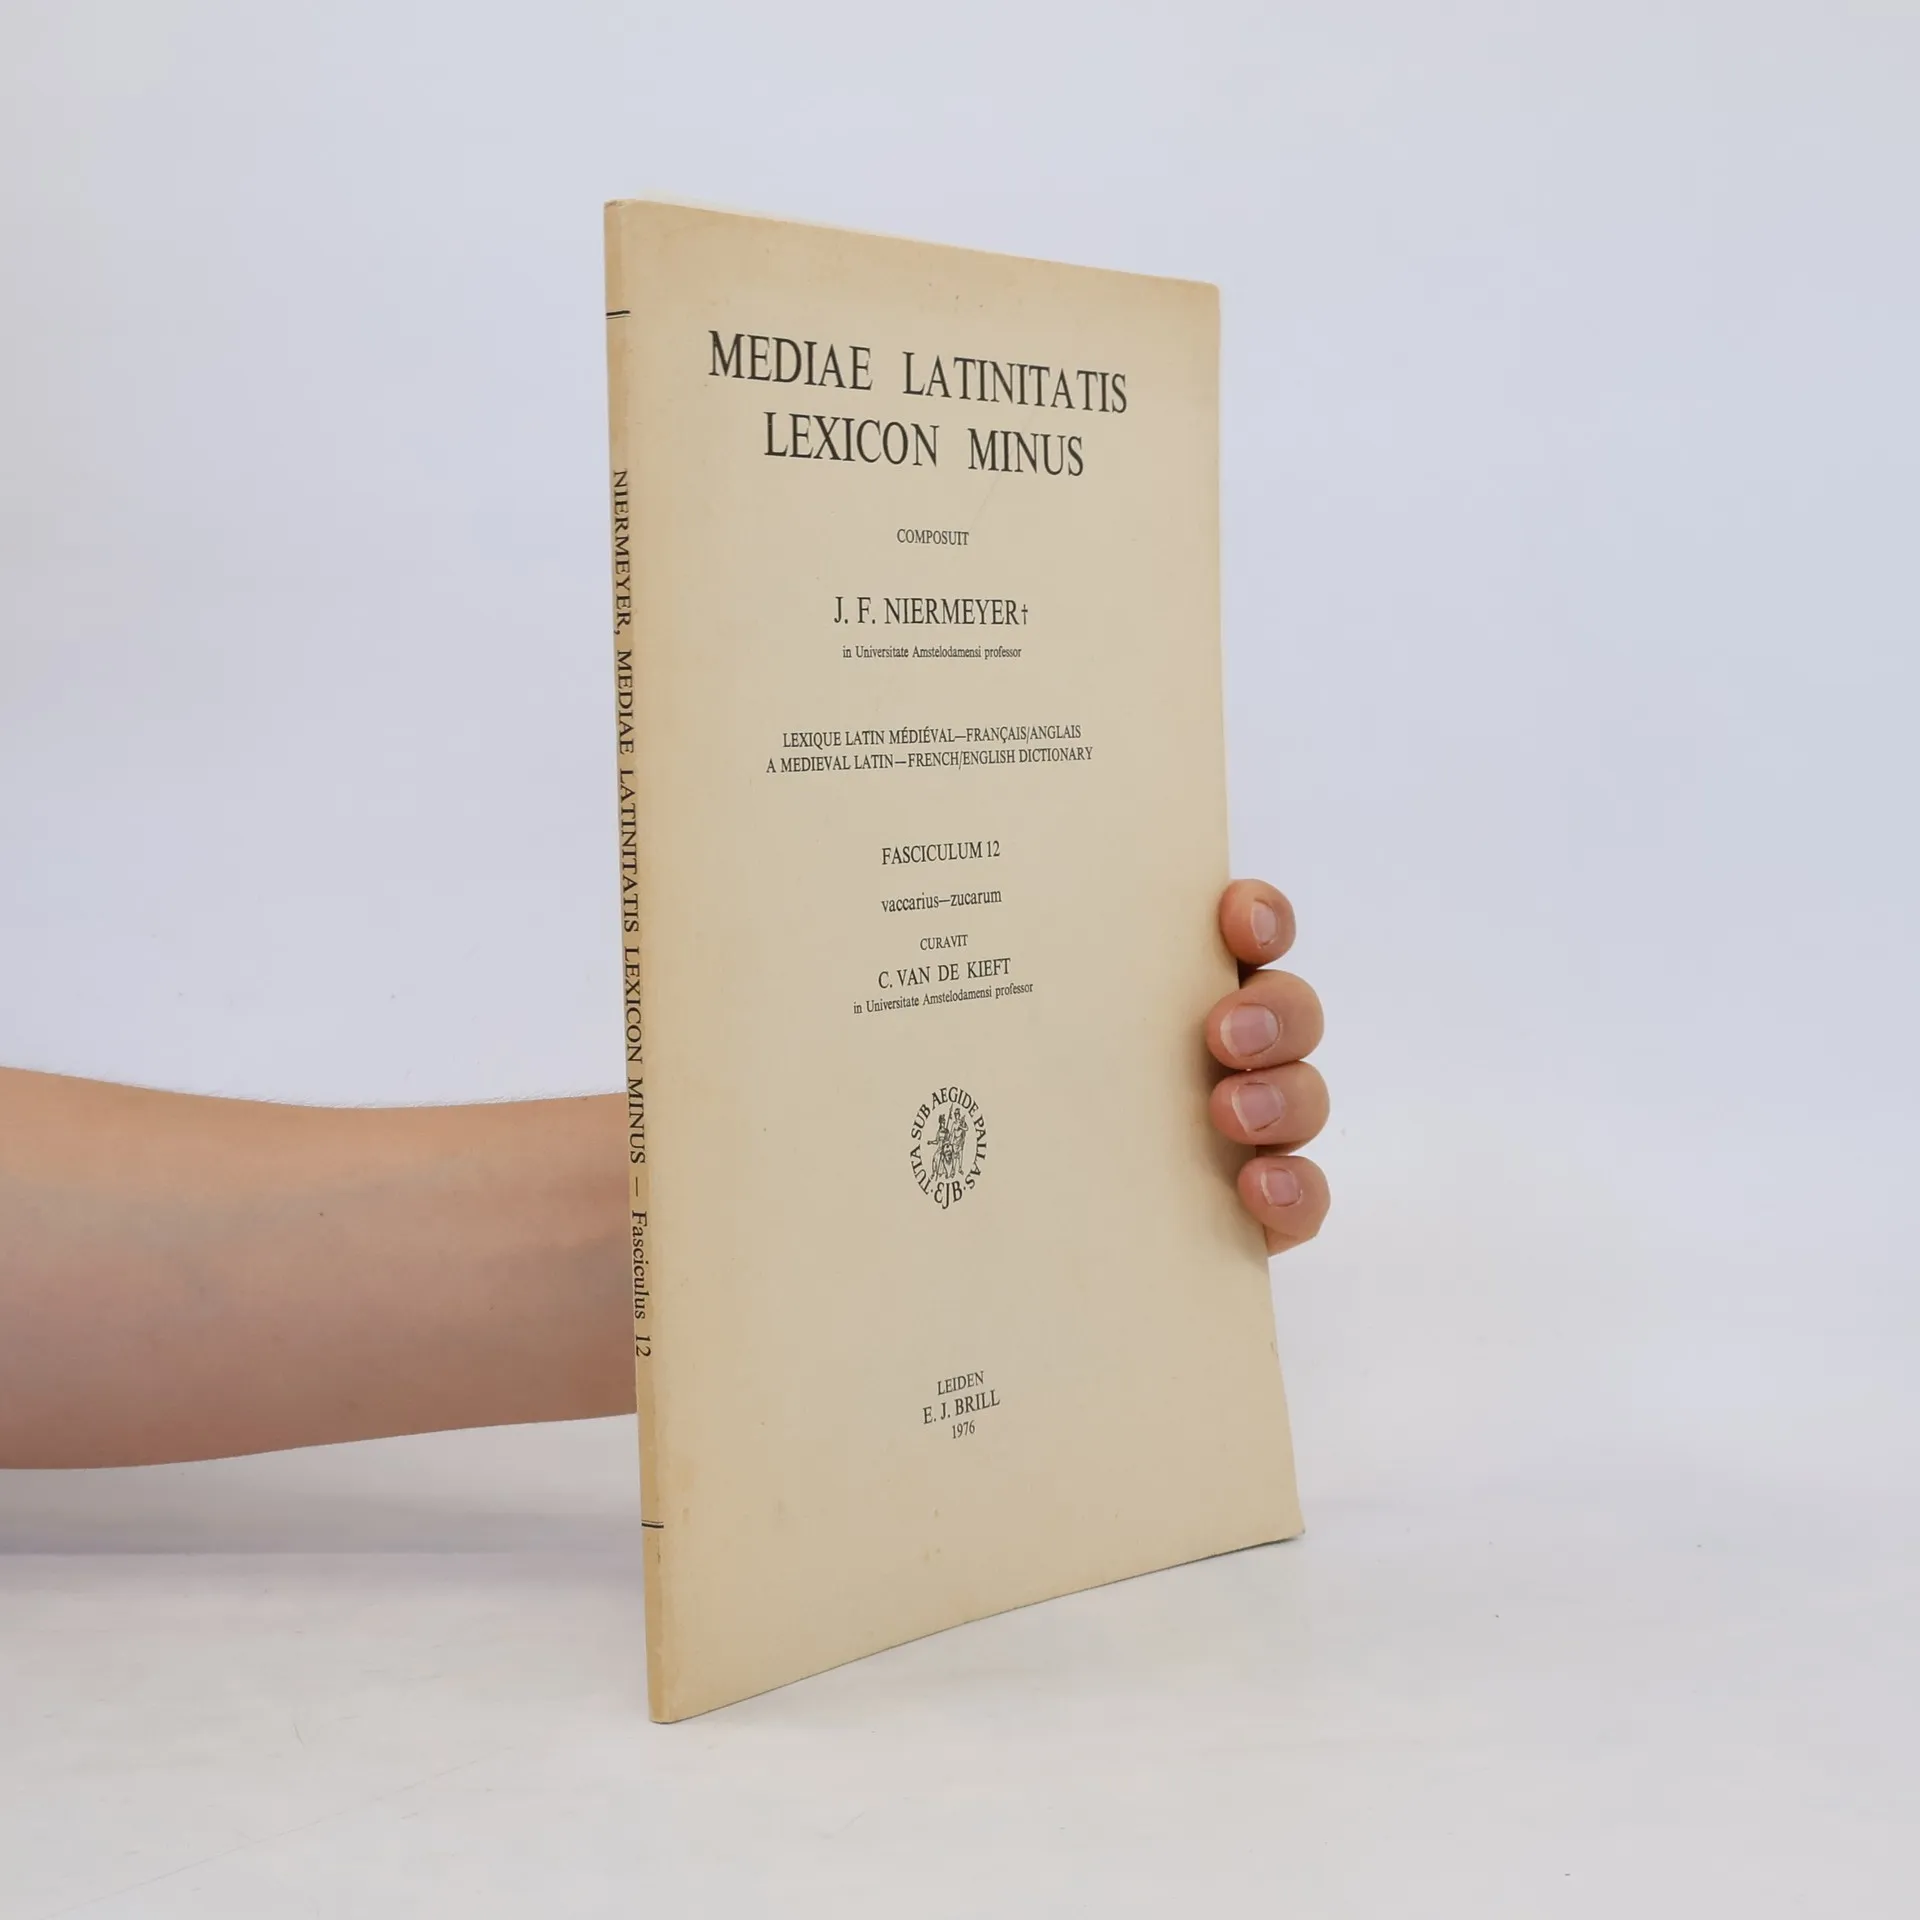 MEDIAE LATINITATIS
LEXICON MINUS
COMPOSUIT
J. F. NIERMEYER†
in Universitate Amstelodamensi professor
LEXIQUE LATIN MÉDIÉVAL—FRANÇAIS/ANGLAIS
A MEDIEVAL LATIN—FRENCH/ENGLISH DICTIONARY
FASCICULUM 12
vaccarius—zucarum
CURAVIT
C. VAN DE KIEFT
in Universitate Amstelodamensi professor
TUTA SUB AEGIDE PALLAS
EJB
LEIDEN
E. J. BRILL
1976
NIERMEYER, MEDIAE LATINITATIS LEXICON MINUS — Fasciculus 12